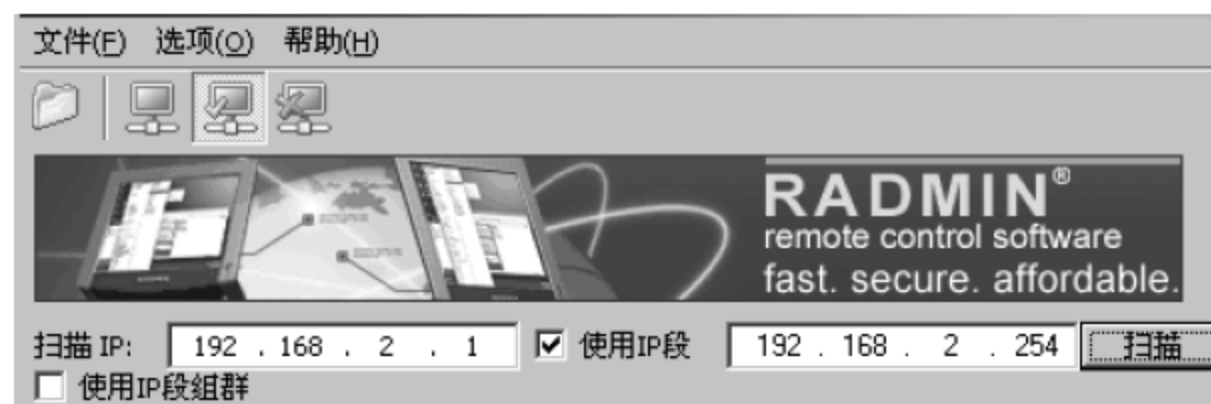 文件(F) 选项(O) 帮助(H)
RADMIN®
remote control software
fast. secure. affordable.
扫描 IP: 192 . 168 . 2 . 1 使用IP段 192 . 168 . 2 . 254 扫描
使用IP段组群